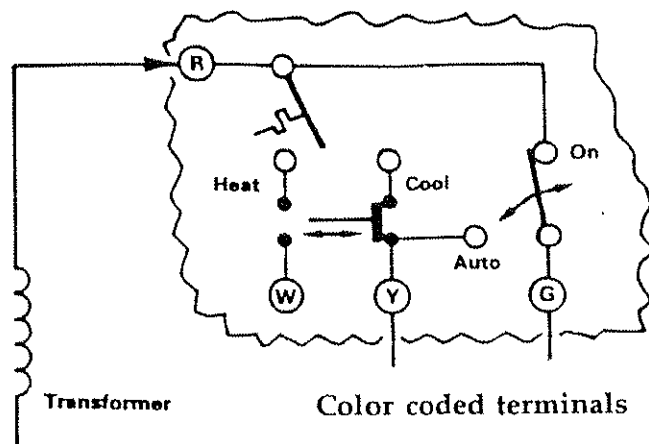 R
On
Heat
Cool
Auto
W
Y
G
Transformer
Color coded terminals